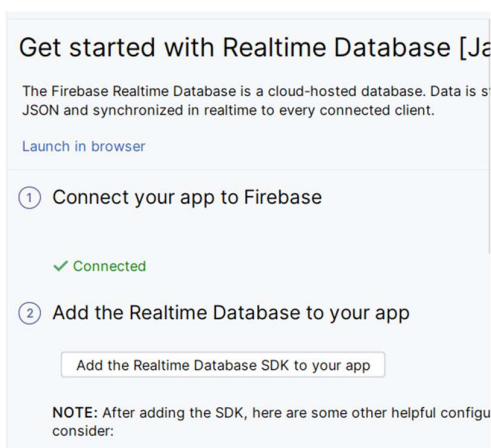 Get started with Realtime Database [Ja
The Firebase Realtime Database is a cloud-hosted database. Data is s
JSON and synchronized in realtime to every connected client.
Launch in browser
1 Connect your app to Firebase
✓ Connected
2 Add the Realtime Database to your app
Add the Realtime Database SDK to your app
NOTE: After adding the SDK, here are some other helpful configu
consider: